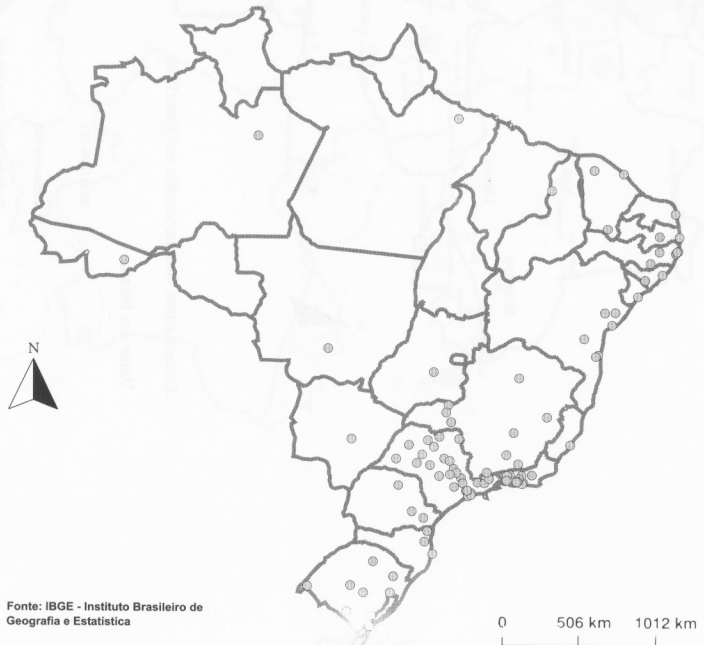 N
Fonte: IBGE - Instituto Brasileiro de
Geografia e Estatística
0 506 km 1012 km